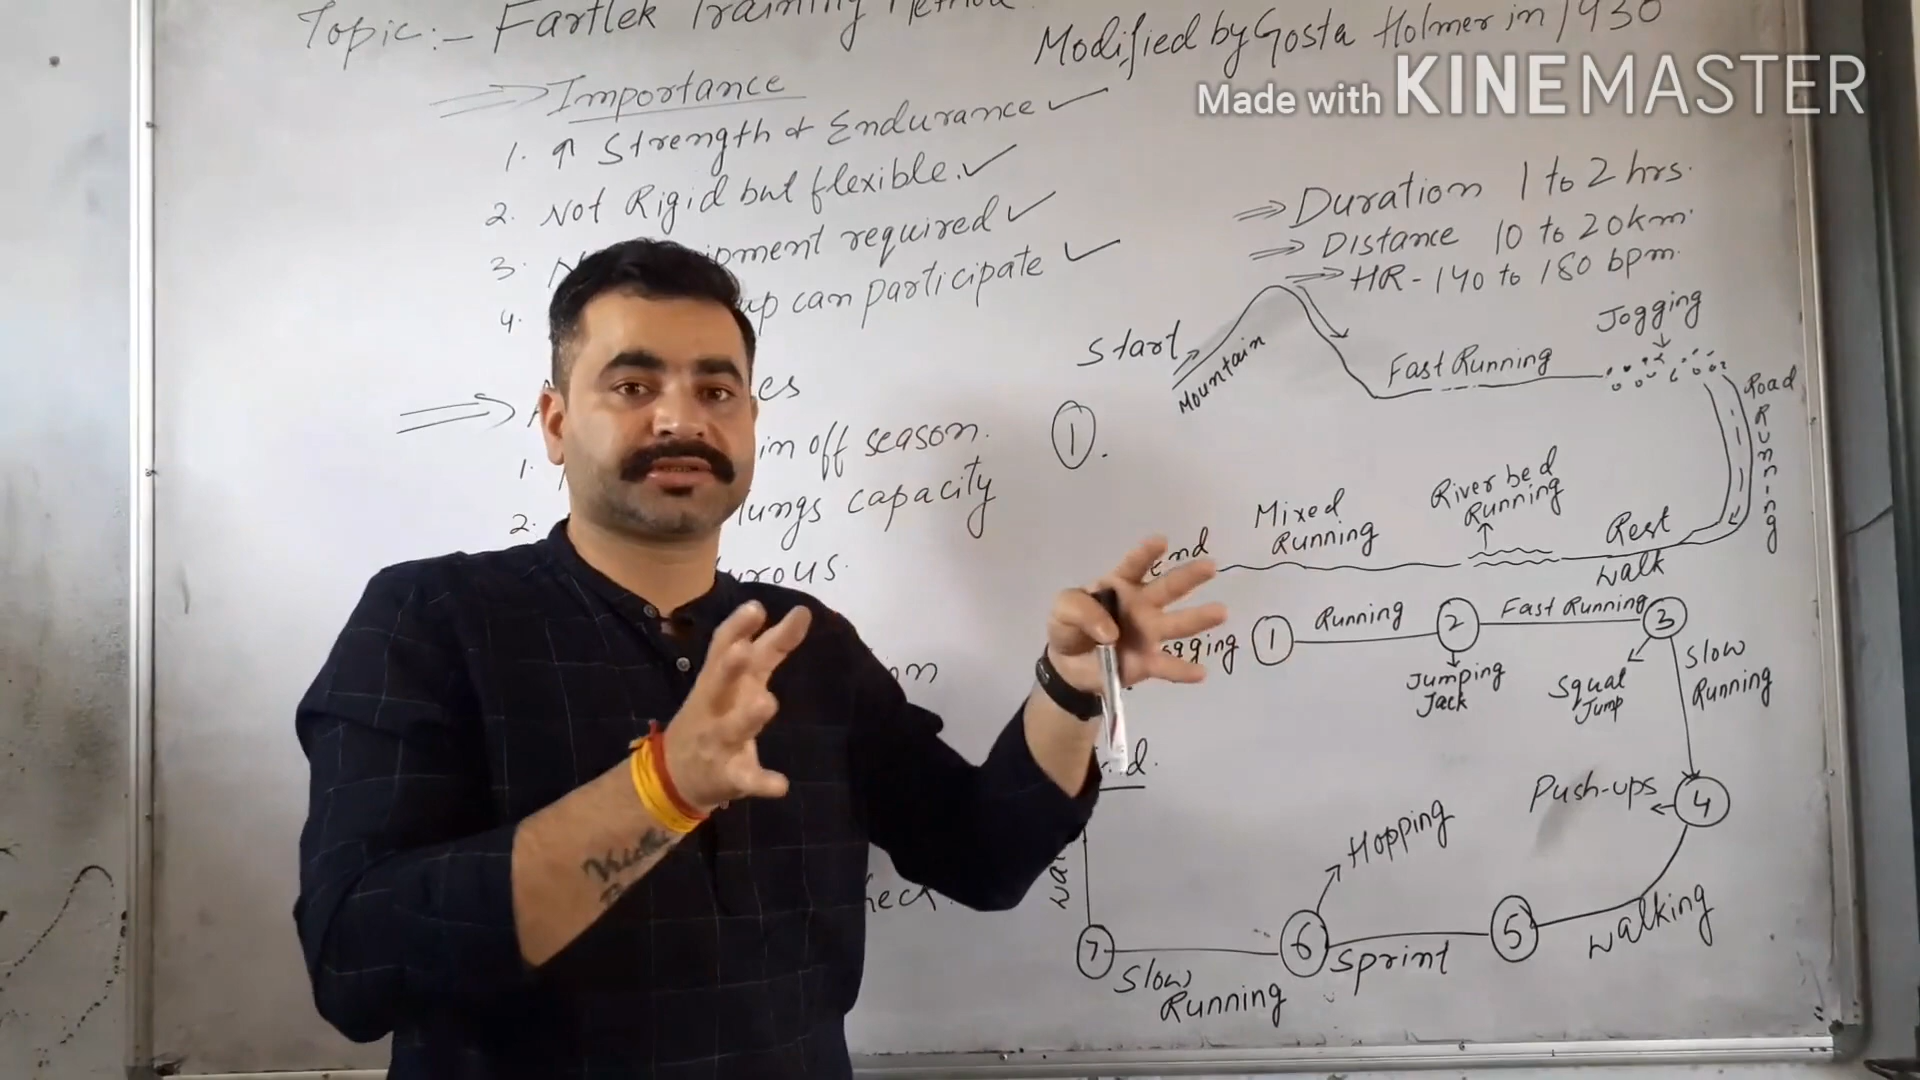 Topic:- Fartlek Training Method
Modified by Gosta Holmer in 1930
Made with KINEMASTER
Importance
1. ↑ Strength & Endurance ✓
2. Not Rigid but flexible. ✓
3. required ✓
4. can participate ✓
1. in off season.
2. lungs capacity
⇒ Duration 1 to 2 hrs.
⇒ Distance 10 to 20km.
⇒ HR - 140 to 180 bpm.
1.
Start
Mountain
Fast Running
Jogging
Road Running
Rest
Walk
River bed
Running
Mixed
Running
end
1 Running 2 Fast Running 3
Jumping
Jack
Squat
Jump
Slow
Running
4
Push-ups
Walking
5
Sprint
6
Hopping
Slow
Running
7